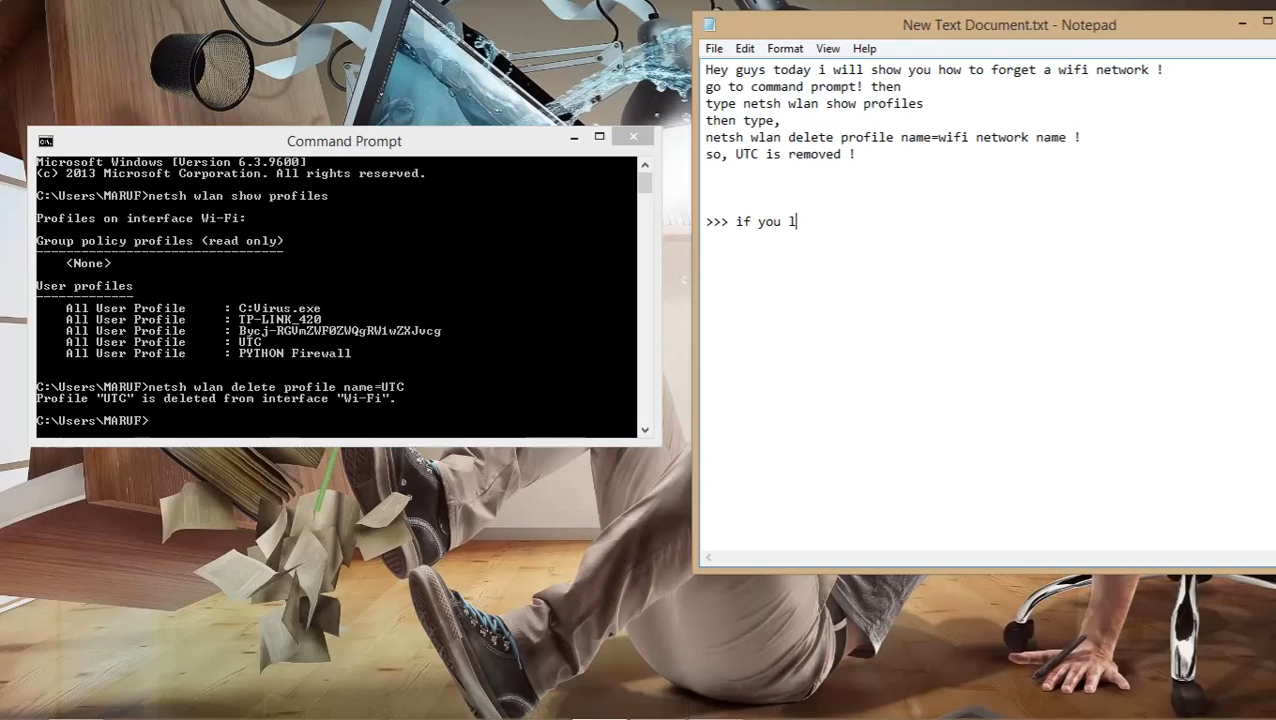 Command Prompt
Microsoft Windows [Version 6.3.9600]
(c) 2013 Microsoft Corporation. All rights reserved.
C:\Users\MARUF>netsh wlan show profiles
Profiles on interface Wi-Fi:
Group policy profiles (read only)
---------------------------------
<None>
User profiles
-------------
All User Profile : C:Virus.exe
All User Profile : TP-LINK_420
All User Profile : Bycj-RGVmZWF0ZWQgRW1wZXJvcg
All User Profile : UTC
All User Profile : PYTHON Firewall
C:\Users\MARUF>netsh wlan delete profile name=UTC
Profile "UTC" is deleted from interface "Wi-Fi".
C:\Users\MARUF>
New Text Document.txt - Notepad
File Edit Format View Help
Hey guys today i will show you how to forget a wifi network !
go to command prompt! then
type netsh wlan show profiles
then type,
netsh wlan delete profile name=wifi network name !
so, UTC is removed !
>>> if you l